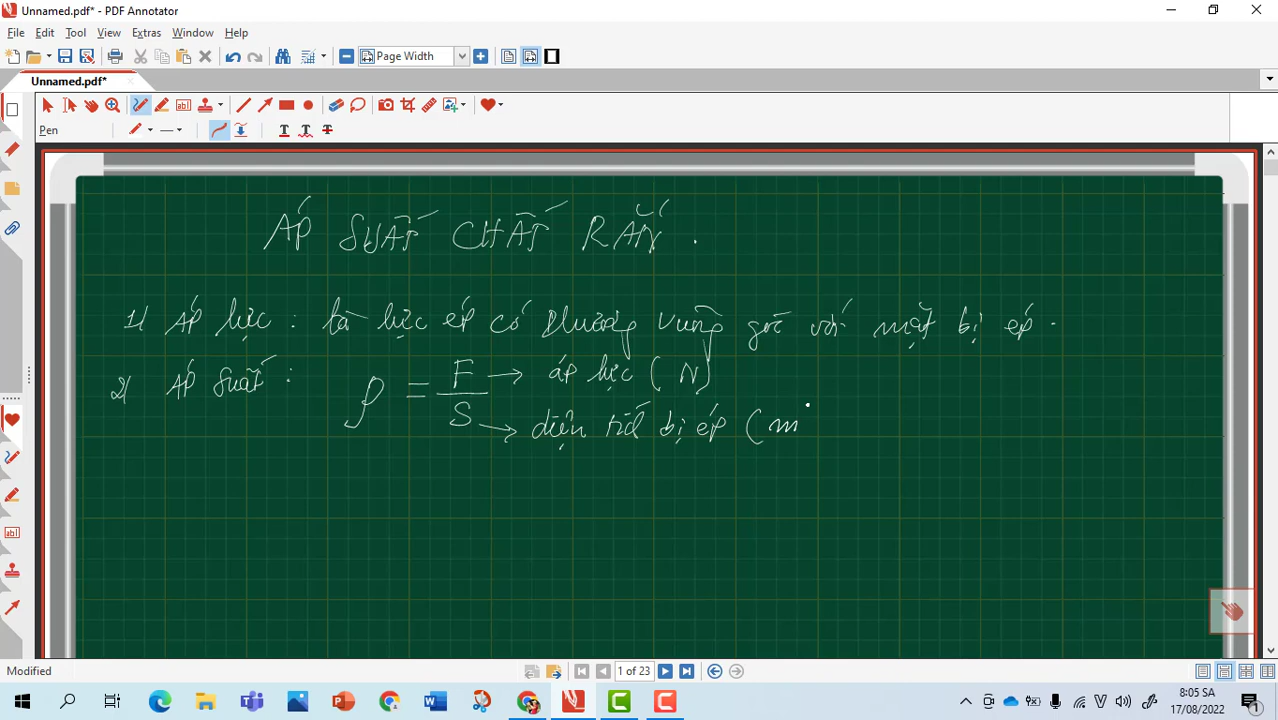 Unnamed.pdf* - PDF Annotator
File Edit Tool View Extras Window Help
Page Width
Unnamed.pdf*
Pen
ÁP SUẤT CHẤT RẮN.
1) Áp lực : là lực ép có phương vuông góc với mặt bị ép.
2) Áp suất : p = F/S → áp lực ( N )
→ diện tích bị ép ( m
1 of 23
Modified
8:05 SA
17/08/2022